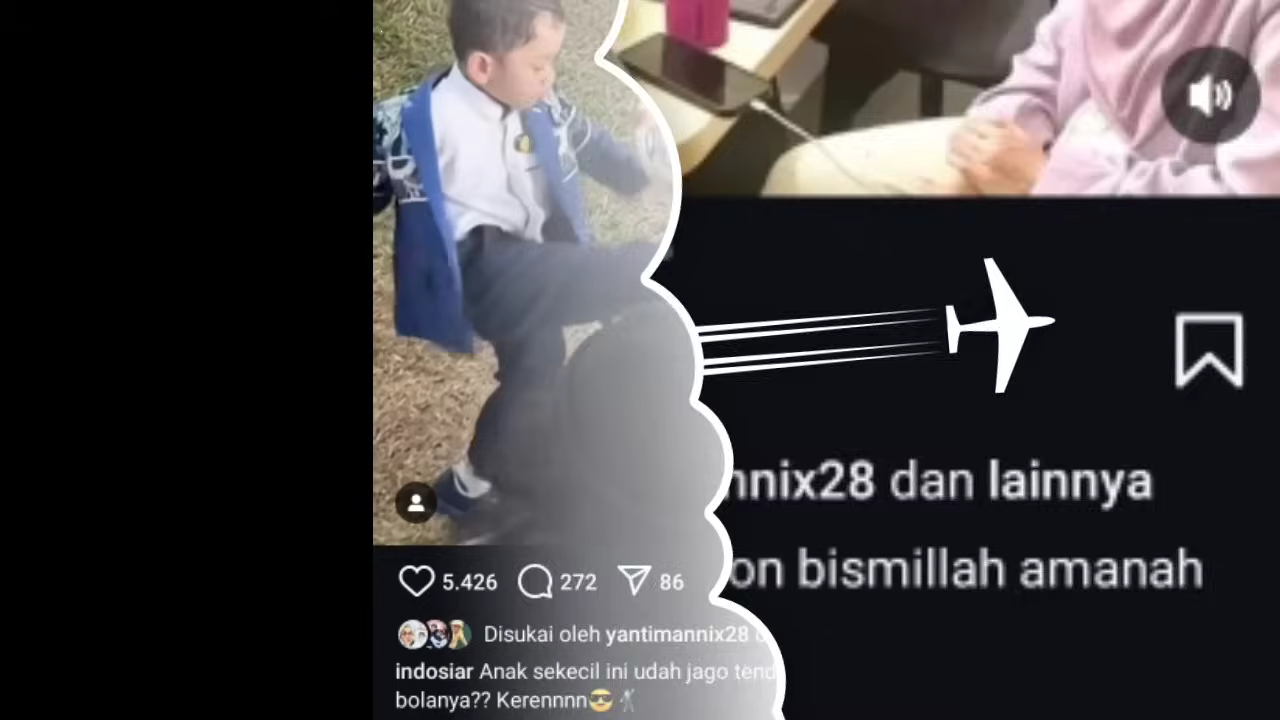 nnix28 dan lainnya
on bismillah amanah
5.426 272 86
Disukai oleh yantimannix28
indosiar Anak sekecil ini udah jago tend
bolanya?? Kerennnn😎🕺